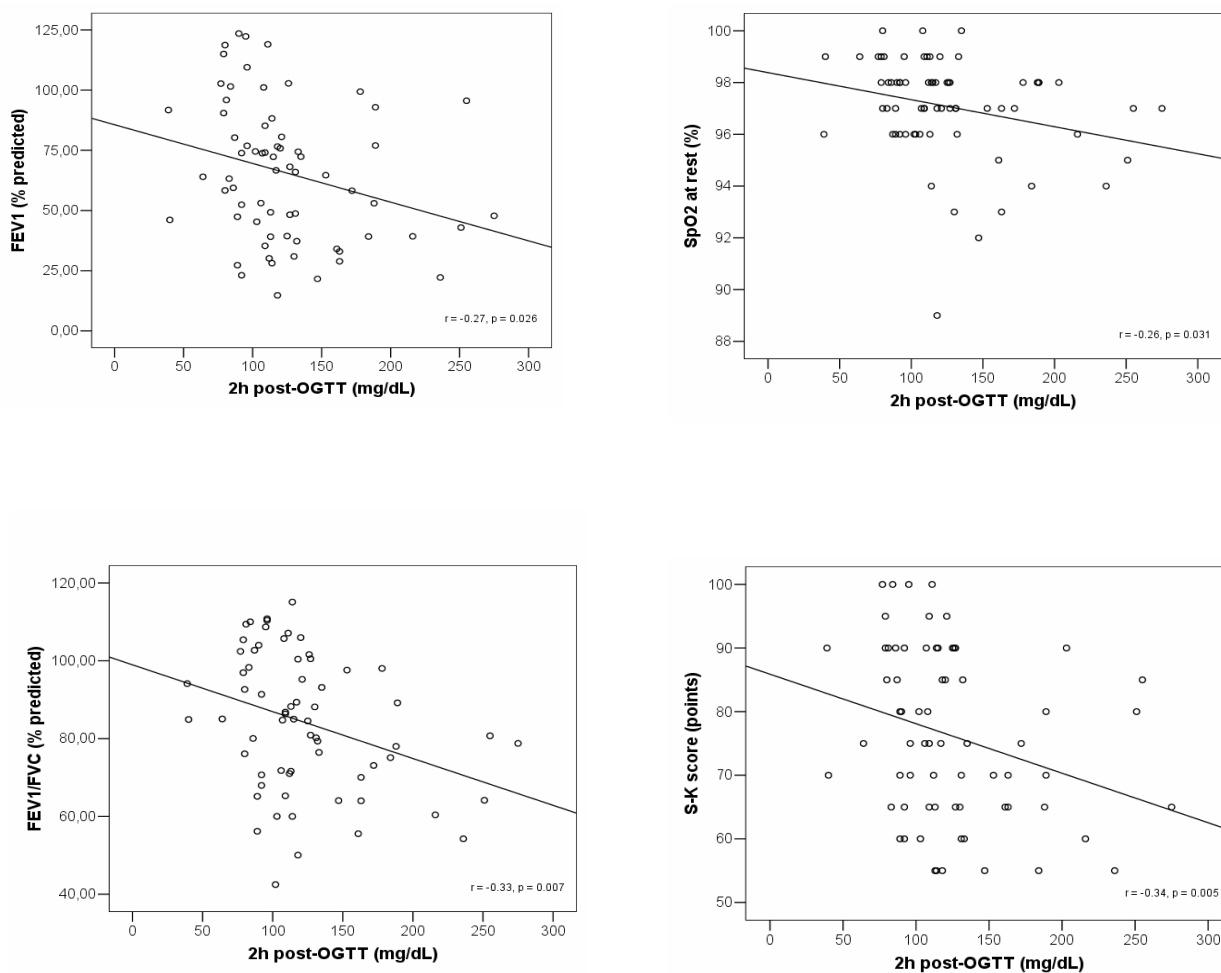 125,00
100,00
75,00
50,00
25,00
0,00
FEV1 (% predicted)
r = -0.27, p = 0.026
0 50 100 150 200 250 300
2h post-OGTT (mg/dL)
100
98
96
94
92
90
88
SpO2 at rest (%)
r = -0.26, p = 0.031
0 50 100 150 200 250 300
2h post-OGTT (mg/dL)
120,00
100,00
80,00
60,00
40,00
FEV1/FVC (% predicted)
r = -0.33, p = 0.007
0 50 100 150 200 250 300
2h post-OGTT (mg/dL)
100
90
80
70
60
50
S-K score (points)
r = -0.34, p = 0.005
0 50 100 150 200 250 300
2h post-OGTT (mg/dL)